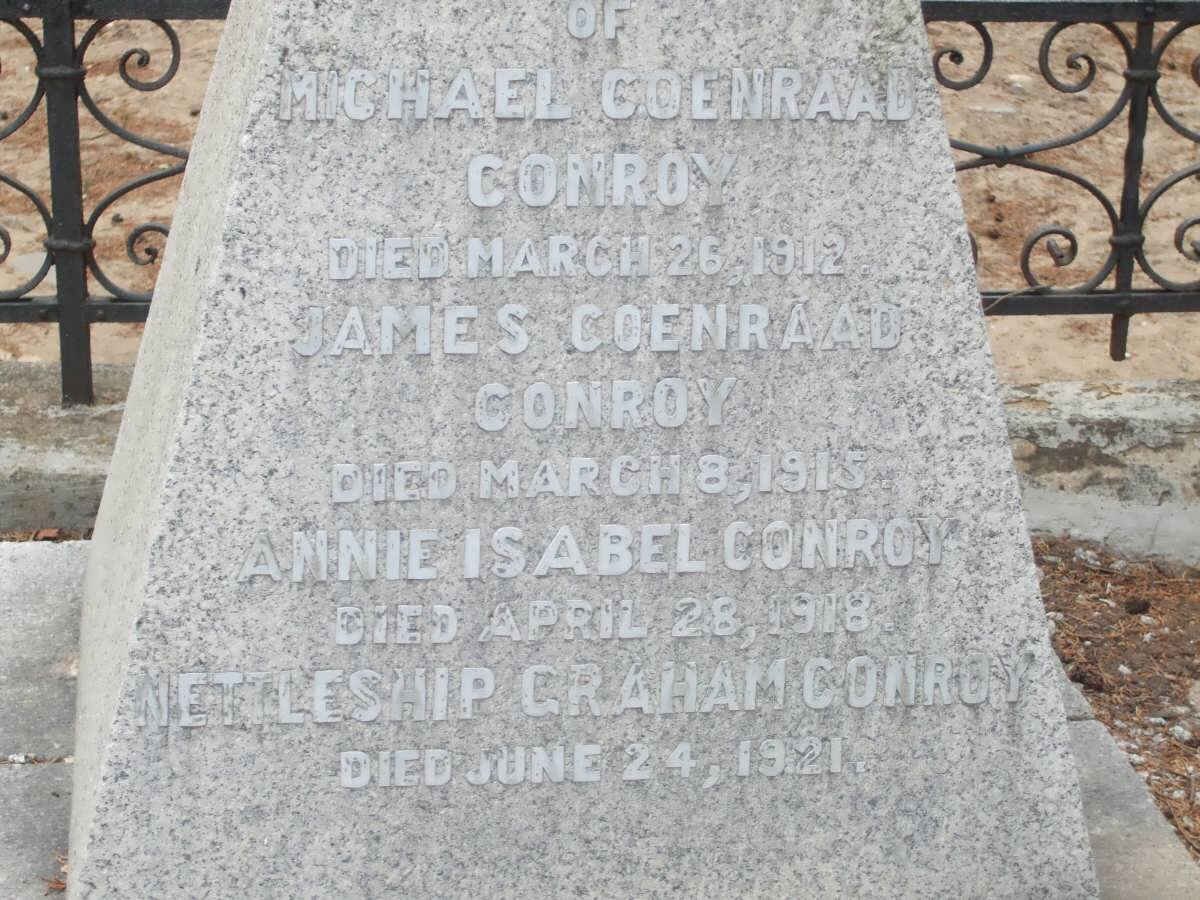 OF
MICHAEL COENRAAD
CONROY
DIED MARCH 26, 1912.
JAMES COENRAAD
CONROY
DIED MARCH 8, 1915.
ANNIE ISABEL CONROY
DIED APRIL 28, 1918.
NETTLESHIP GRAHAM CONROY
DIED JUNE 24, 1921.